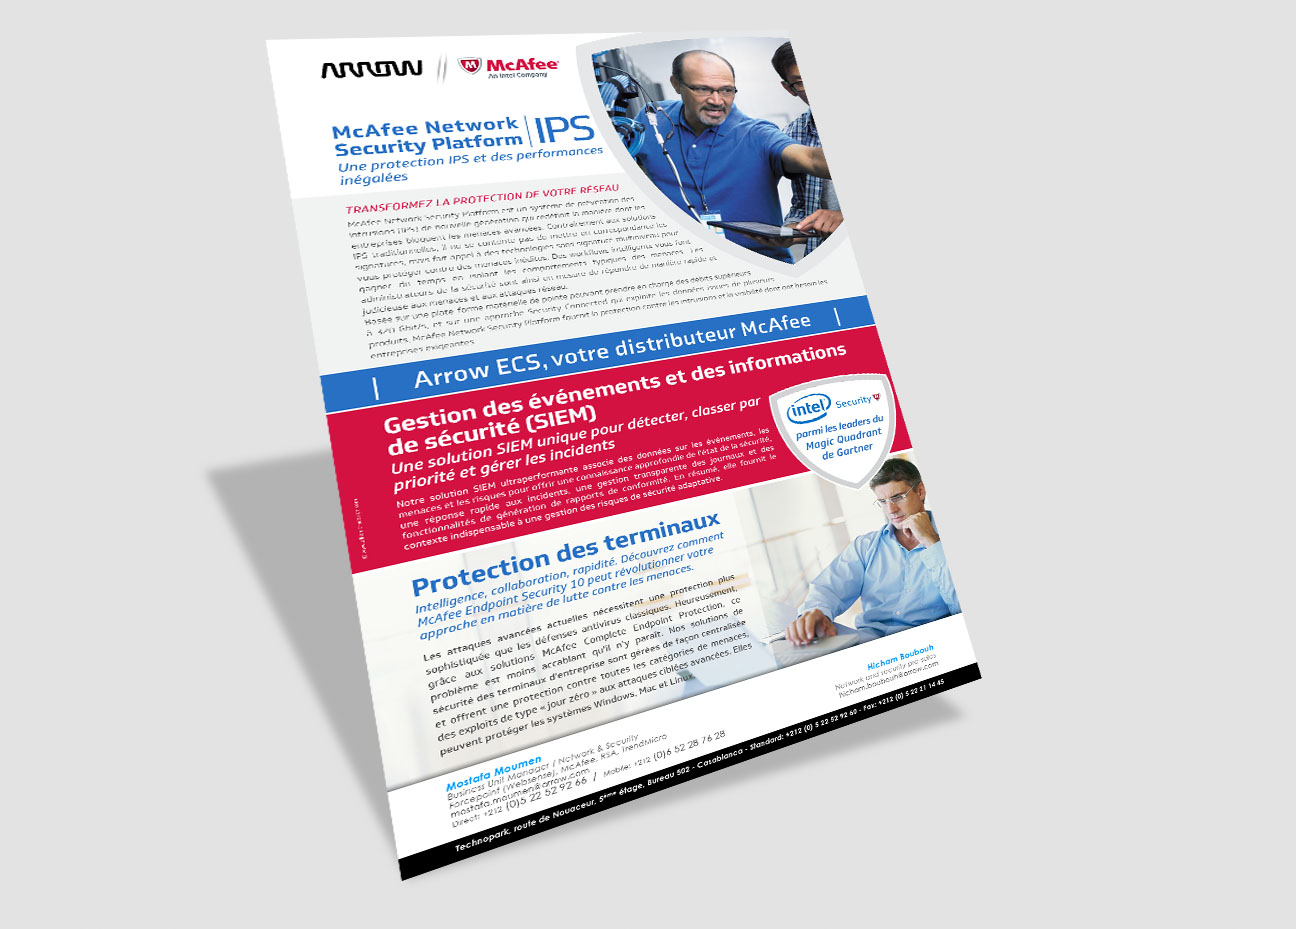 ARROW
McAfee
An Intel Company
McAfee Network
Security Platform
IPS
Une protection IPS et des performances
inégalées
TRANSFORMEZ LA PROTECTION DE VOTRE RÉSEAU
McAfee Network Security Platform est un système de prévention des
intrusions (IPS) de nouvelle génération qui redéfinit la manière dont les
entreprises bloquent les menaces avancées. Contrairement aux solutions
IPS traditionnelles, il ne se contente pas de mettre en correspondance les
signatures, mais fait appel à des technologies sans signature multiniveau pour
vous protéger contre des menaces inédites. Des workflows intelligents vous font
gagner du temps en isolant les comportements typiques des menaces. Les
administrateurs de la sécurité sont ainsi en mesure de répondre de manière rapide et
judicieuse aux menaces et aux attaques réseau.
Basée sur une plate-forme matérielle de pointe pouvant prendre en charge des débits supérieurs
à 320 Gbit/s, et sur une approche Security Connected qui exploite les données issues de plusieurs
produits, McAfee Network Security Platform fournit la protection contre les intrusions et la visibilité dont ont besoin les
entreprises exigeantes.
Arrow ECS, votre distributeur McAfee
Gestion des événements et des informations
de sécurité (SIEM)
Une solution SIEM unique pour détecter, classer par
priorité et gérer les incidents
Notre solution SIEM ultraperformante associe des données sur les événements, les
menaces et les risques pour offrir une connaissance approfondie de l'état de la sécurité,
une réponse rapide aux incidents, une gestion transparente des journaux et des
fonctionnalités de génération de rapports de conformité. En résumé, elle fournit le
contexte indispensable à une gestion des risques de sécurité adaptative.
intel Security
parmi les leaders du
Magic Quadrant
de Gartner
Protection des terminaux
Intelligence, collaboration, rapidité. Découvrez comment
McAfee Endpoint Security 10 peut révolutionner votre
approche en matière de lutte contre les menaces.
Les attaques avancées actuelles nécessitent une protection plus
sophistiquée que les défenses antivirus classiques. Heureusement,
grâce aux solutions McAfee Complete Endpoint Protection, ce
problème est moins accablant qu'il n'y paraît. Nos solutions de
sécurité des terminaux d'entreprise sont gérées de façon centralisée
et offrent une protection contre toutes les catégories de menaces,
des exploits de type « jour zéro » aux attaques ciblées avancées. Elles
peuvent protéger les systèmes Windows, Mac et Linux.
Hicham Boubouh
Network and security pre sales
hicham.boubouh@arrow.com
Mostafa Moumen
Business Unit Manager / Network & Security
Forcepoint (Websense), McAfee, RSA, TrendMicro
mostafa.moumen@arrow.com
Direct: +212 (0)5 22 52 92 66 / Mobile: +212 (0)6 52 28 76 28
Technopark, route de Nouaceur, 5ème étage, Bureau 502 - Casablanca - Standard: +212 (0) 5 22 52 92 60 - Fax: +212 (0) 5 22 21 14 45